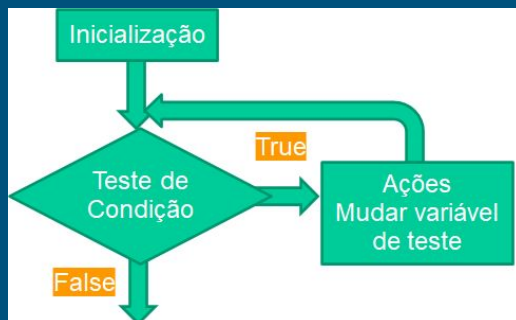 Inicialização
True
Teste de
Condição
Ações
Mudar variável
de teste
False